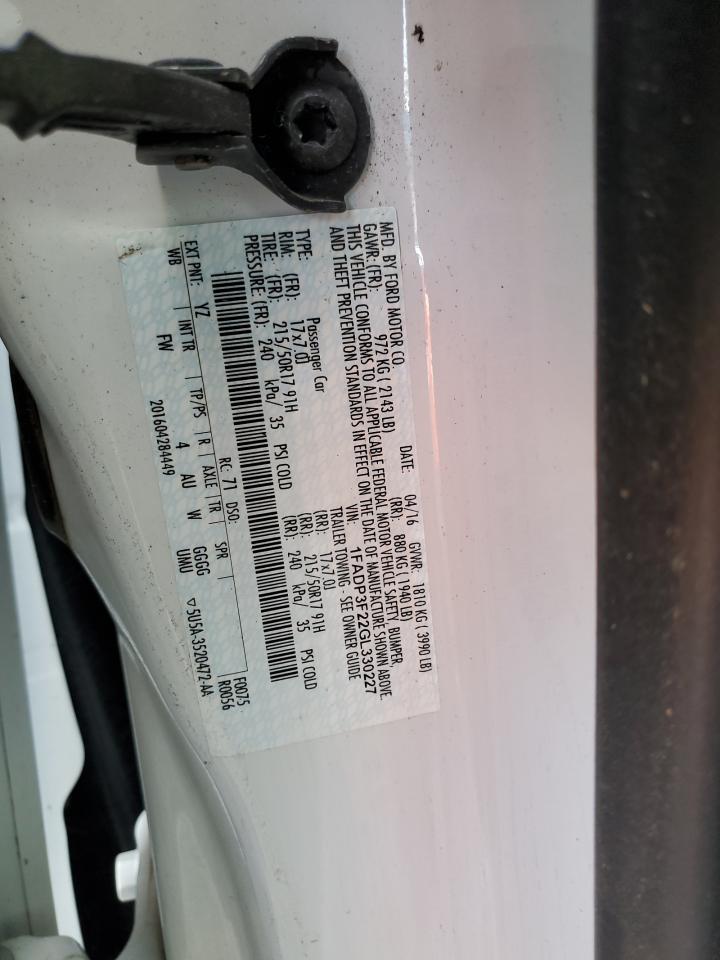 MFD. BY FORD MOTOR CO.
DATE: 04/16 GVWR: 1810 KG ( 3990 LB)
GAWR: (FR): 972 KG ( 2143 LB) (RR): 880 KG ( 1940 LB)
THIS VEHICLE CONFORMS TO ALL APPLICABLE FEDERAL MOTOR VEHICLE SAFETY, BUMPER,
AND THEFT PREVENTION STANDARDS IN EFFECT ON THE DATE OF MANUFACTURE SHOWN ABOVE.
VIN: 1FADP3F22GL330227
TYPE: Passenger Car TRAILER TOWING - SEE OWNER GUIDE
RIM: (FR): 17x7.0J (RR): 17x7.0J
TIRE: (FR): 215/50R17 91H (RR): 215/50R17 91H
PRESSURE: (FR): 240 kPa/ 35 PSI COLD (RR): 240 kPa/ 35 PSI COLD
RC: 71 DSO: F0075
EXT PNT: YZ R0056
INT TR TP/PS R AXLE TR SPR
WB FW 4 AU W GGGG
UMU
201604284449 ▽ 5U5A-3520472-AA